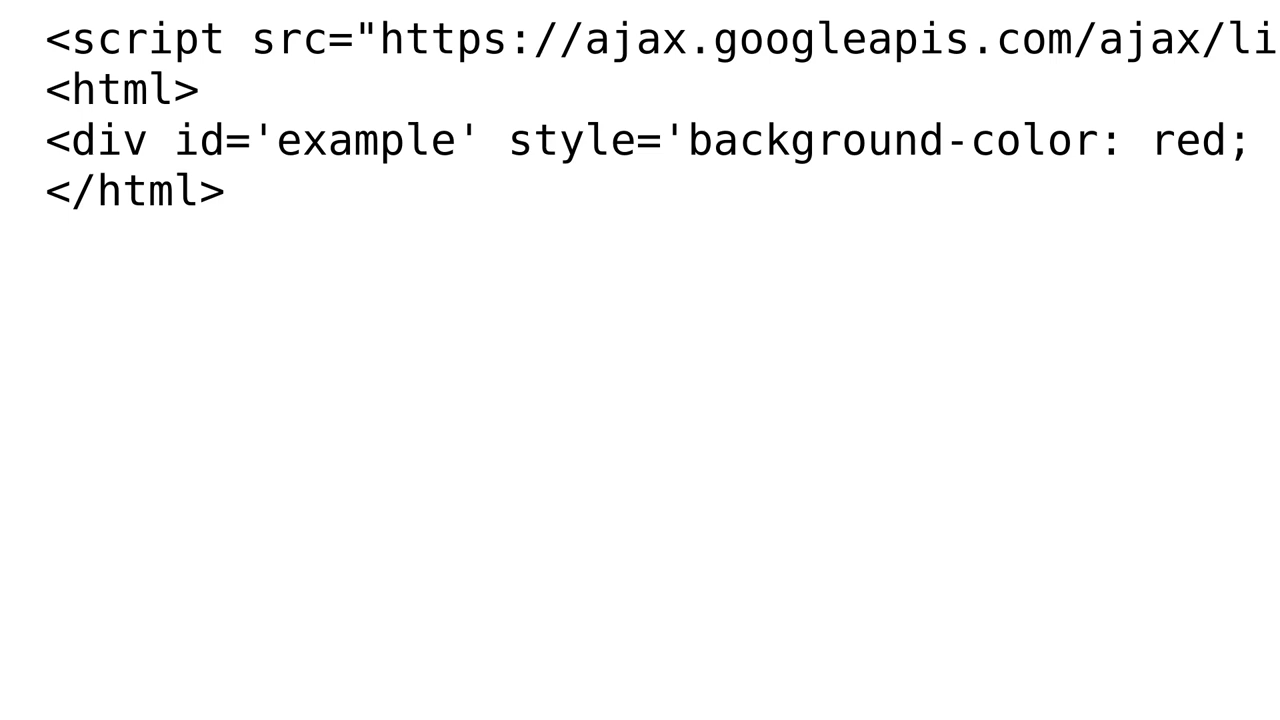 <script src="https://ajax.googleapis.com/ajax/li
<html>
<div id='example' style='background-color: red;
</html>